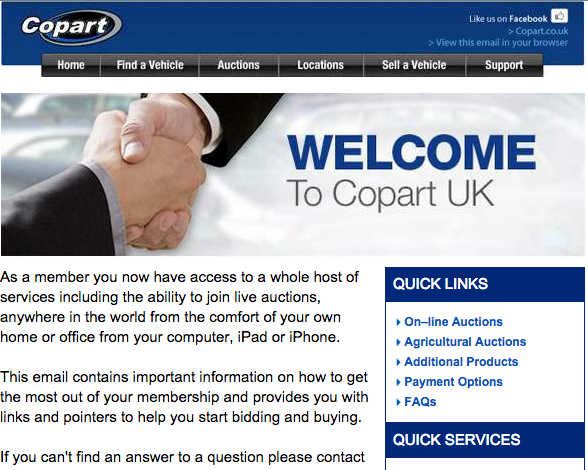 Copart
Like us on Facebook
> Copart.co.uk
> View this email in your browser
Home Find a Vehicle Auctions Locations Sell a Vehicle Support
WELCOME
To Copart UK
As a member you now have access to a whole host of
services including the ability to join live auctions,
anywhere in the world from the comfort of your own
home or office from your computer, iPad or iPhone.
This email contains important information on how to get
the most out of your membership and provides you with
links and pointers to help you start bidding and buying.
If you can't find an answer to a question please contact
QUICK LINKS
On–line Auctions
Agricultural Auctions
Additional Products
Payment Options
FAQs
QUICK SERVICES